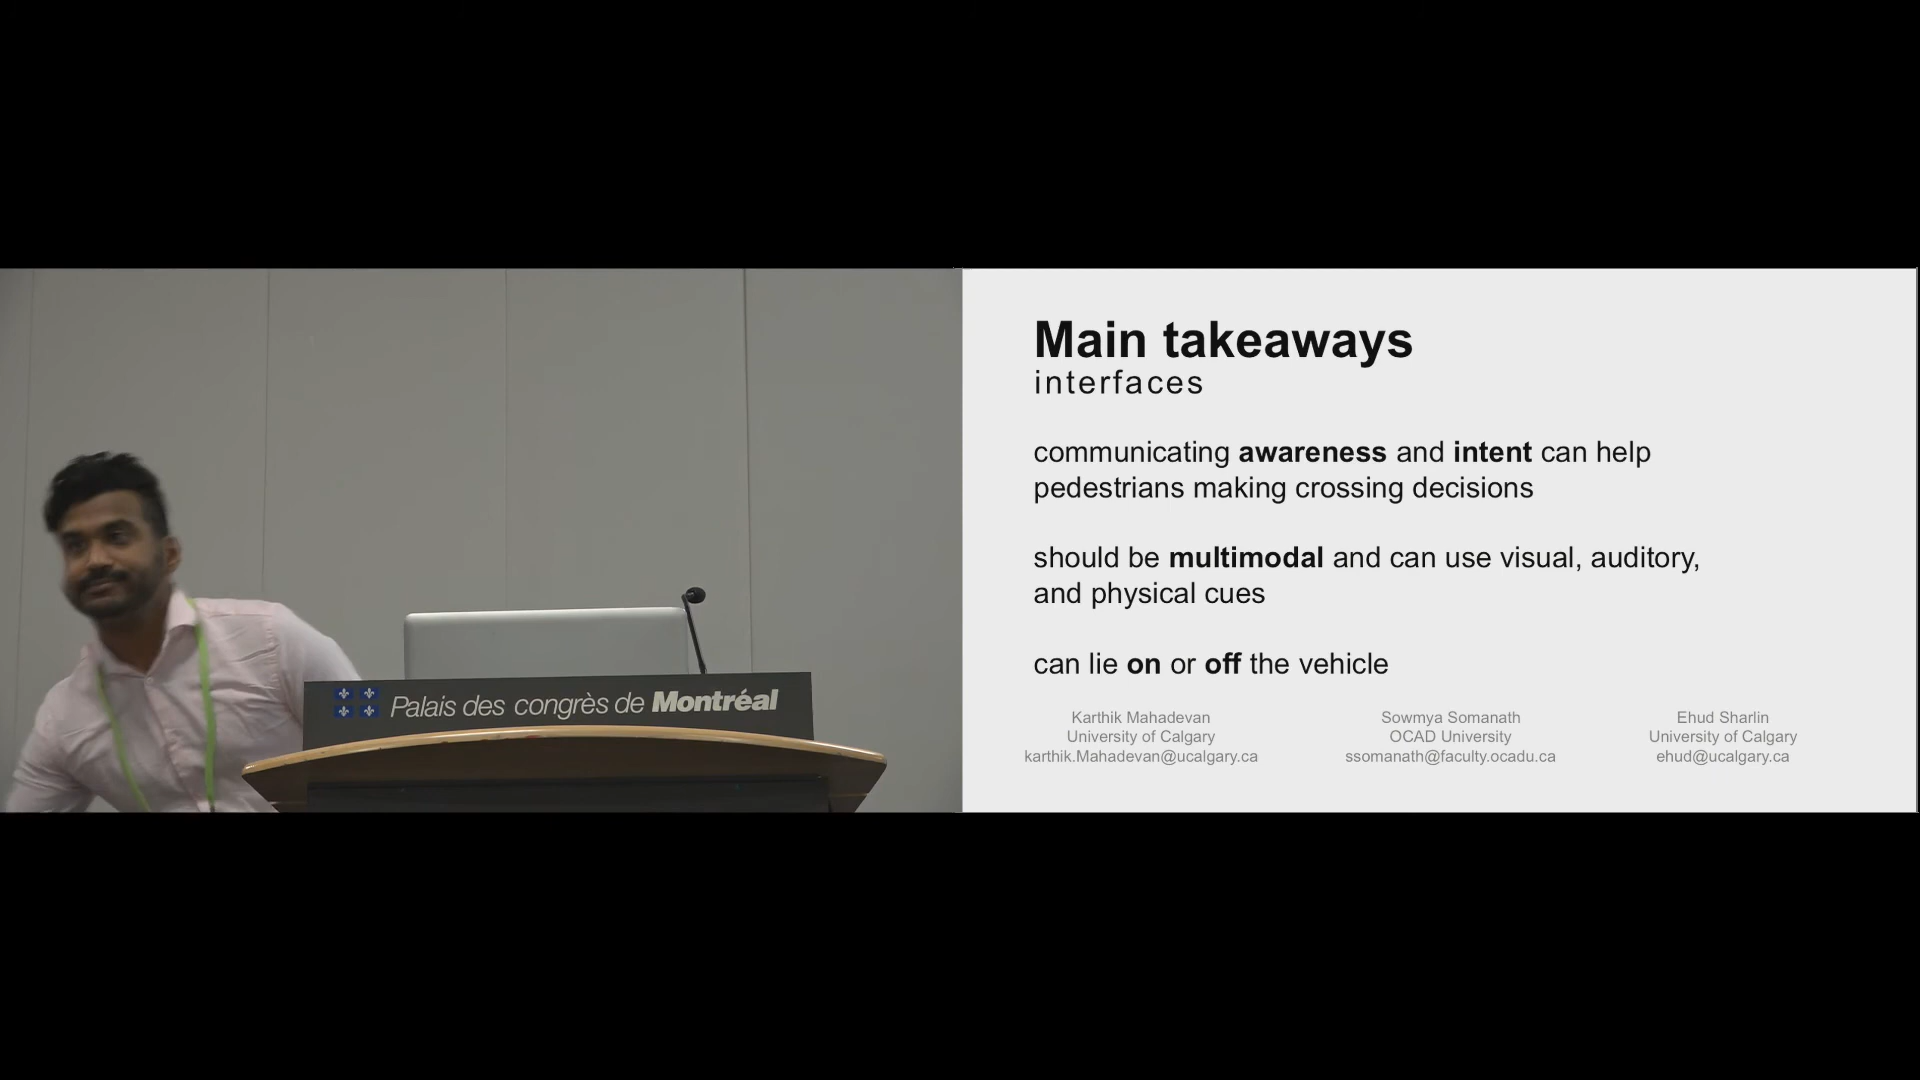 Palais des congrès de Montréal
Main takeaways
interfaces
communicating awareness and intent can help
pedestrians making crossing decisions
should be multimodal and can use visual, auditory,
and physical cues
can lie on or off the vehicle
Karthik Mahadevan
University of Calgary
karthik.Mahadevan@ucalgary.ca
Sowmya Somanath
OCAD University
ssomanath@faculty.ocadu.ca
Ehud Sharlin
University of Calgary
ehud@ucalgary.ca